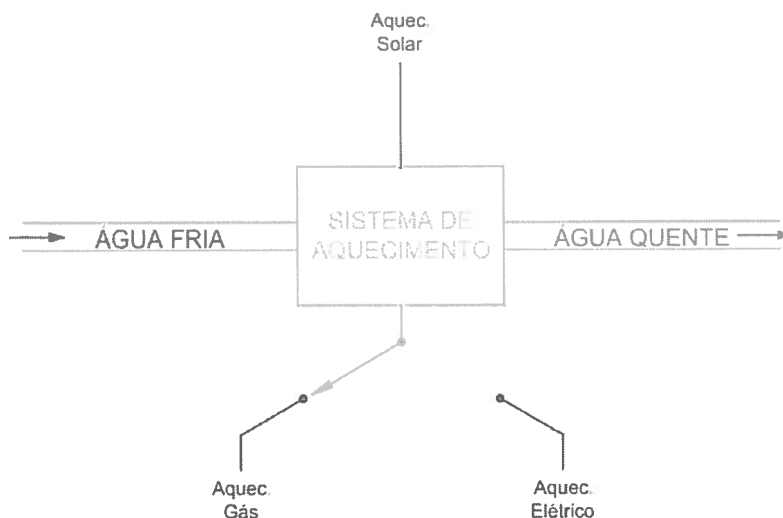 Aquec.
Solar
SISTEMA DE
AQUECIMENTO
ÁGUA FRIA
ÁGUA QUENTE
Aquec.
Gás
Aquec.
Elétrico